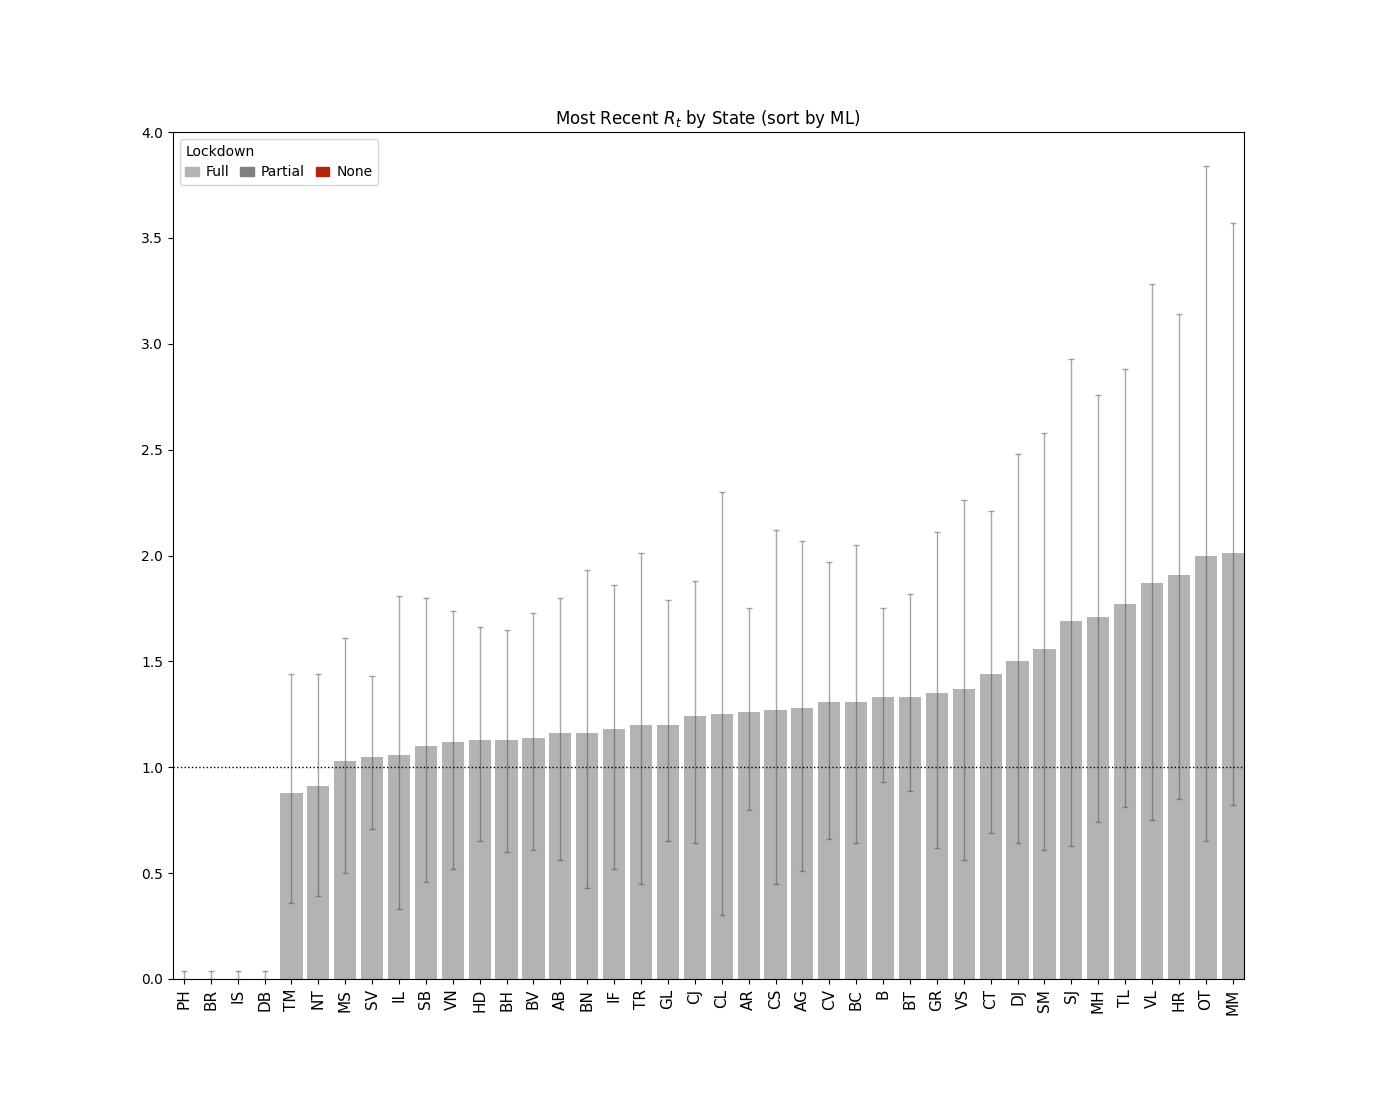 Most Recent R_t by State (sort by ML)
Lockdown
Full Partial None
4.0
3.5
3.0
2.5
2.0
1.5
1.0
0.5
0.0
PH BR IS DB TM NT MS SV IL SB VN HD BH BV AB BN IF TR GL CJ CL AR CS AG CV BC B BT GR VS CT DJ SM SJ MH TL VL HR OT MM